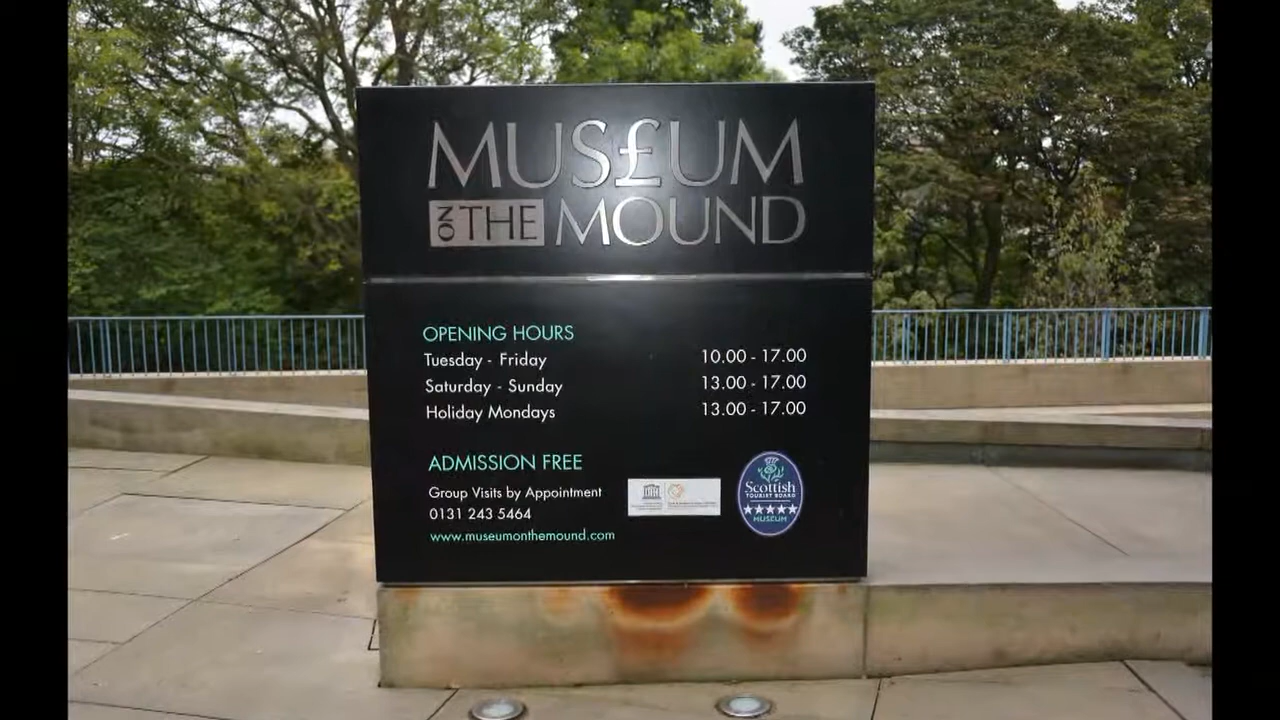 MUS£UM
ON THE MOUND
OPENING HOURS
Tuesday - Friday 10.00 - 17.00
Saturday - Sunday 13.00 - 17.00
Holiday Mondays 13.00 - 17.00
ADMISSION FREE
Group Visits by Appointment
0131 243 5464
www.museumonthemound.com
Scottish
TOURIST BOARD
★★★★★
MUSEUM